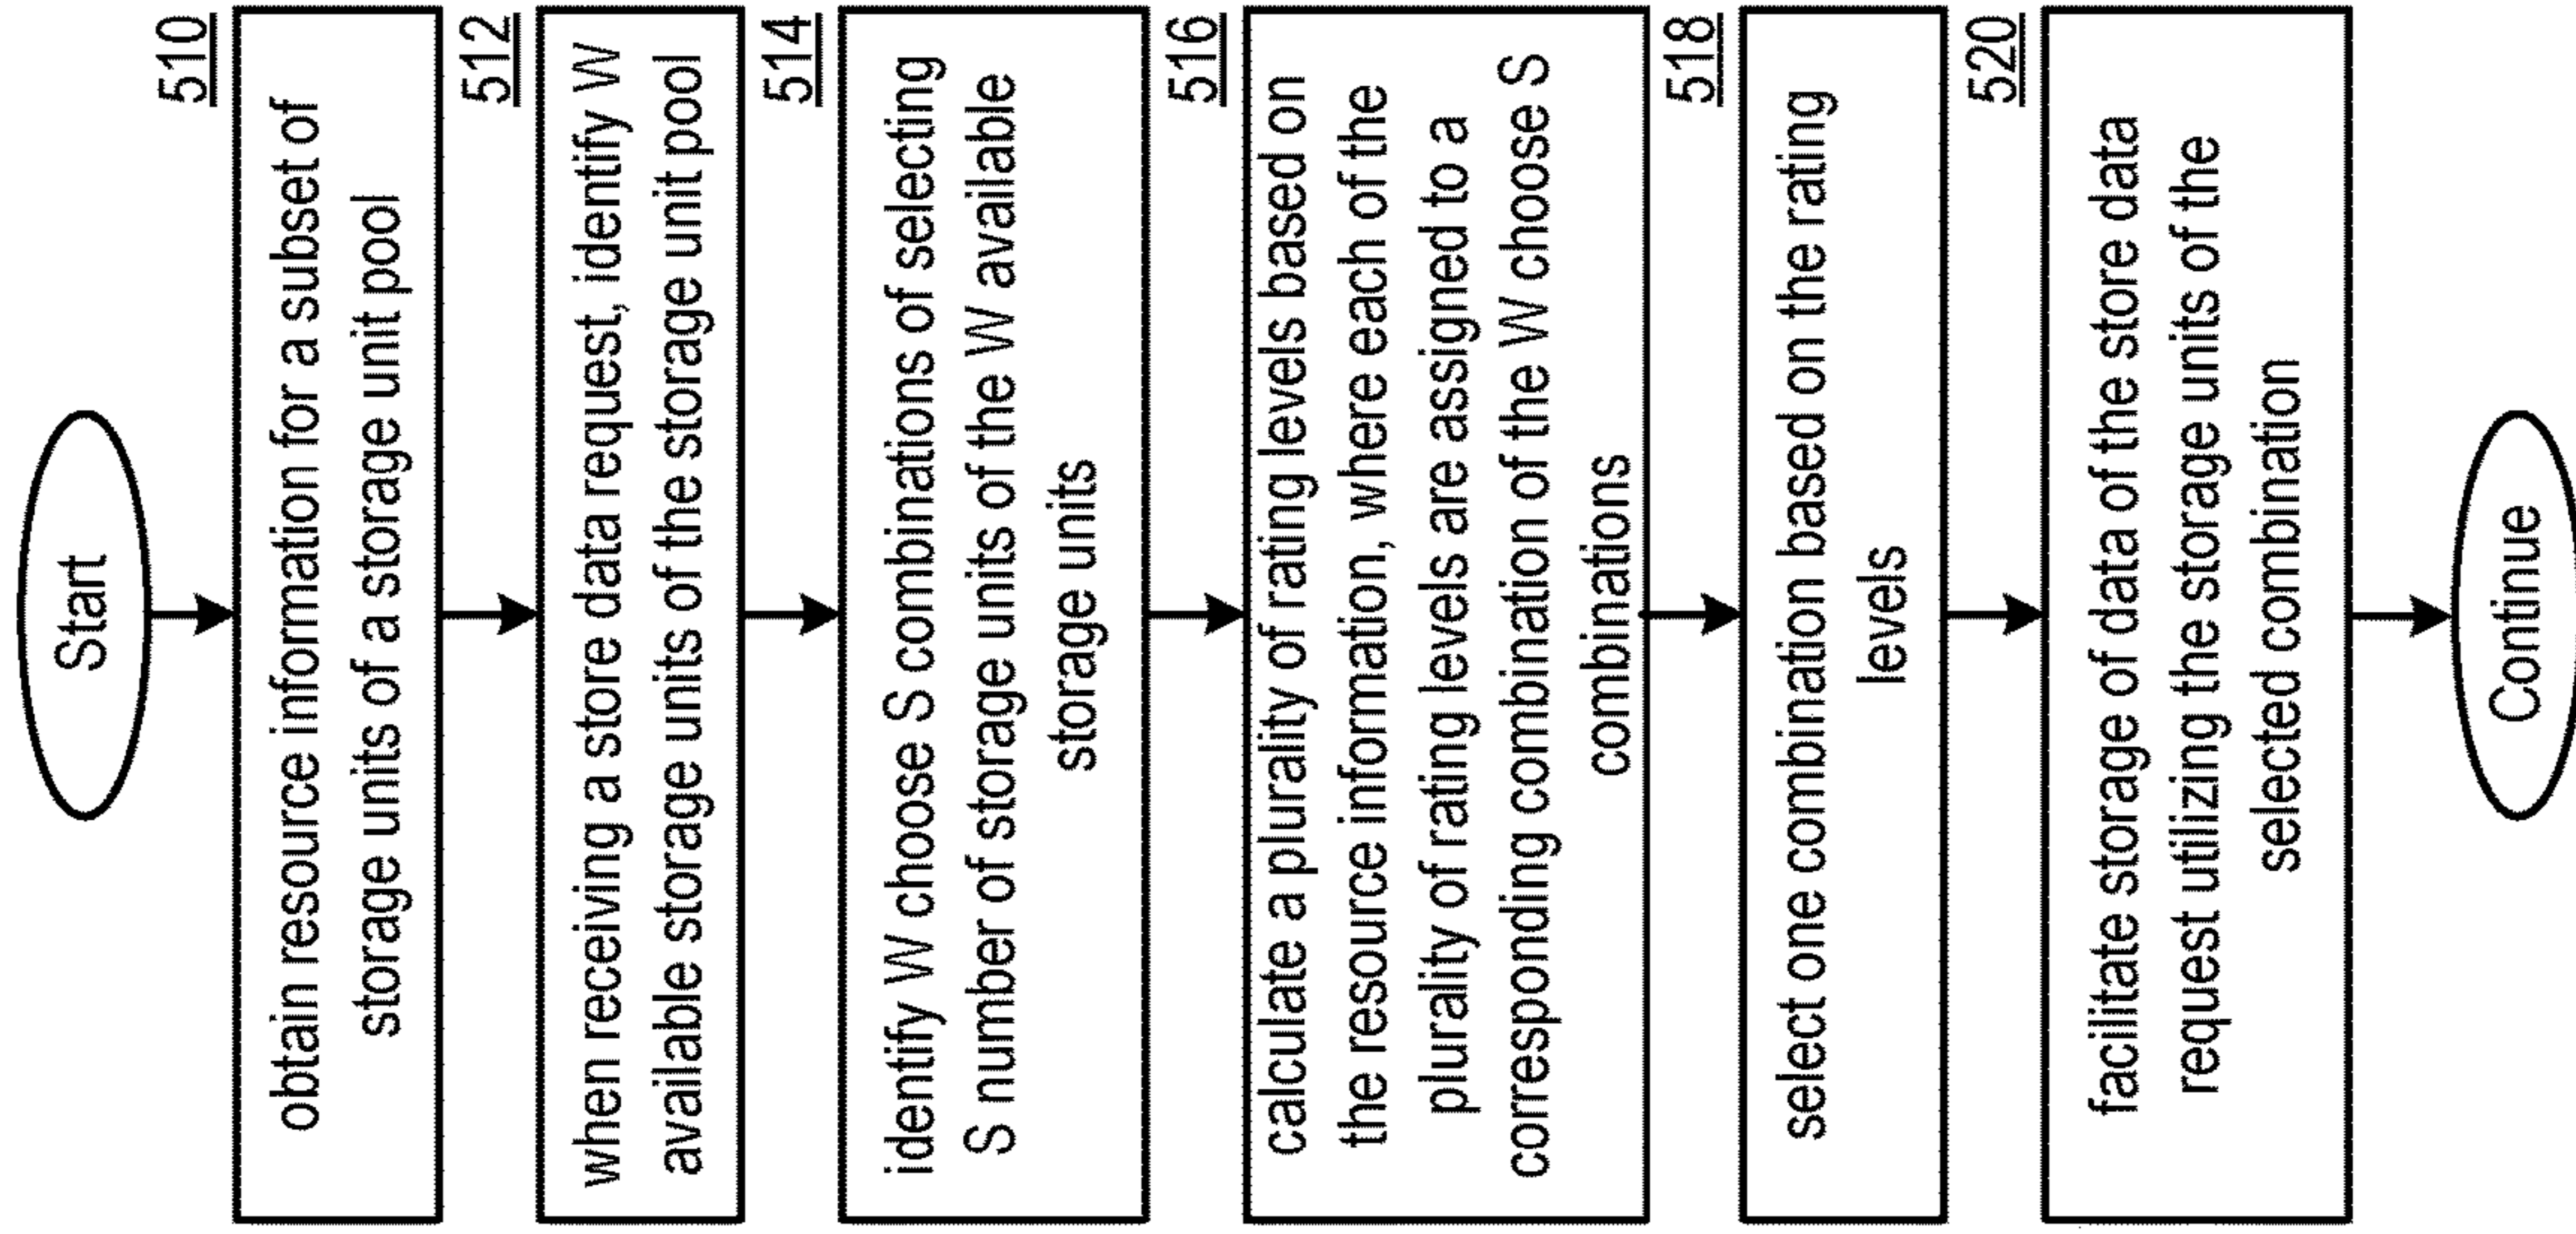 Start
510
obtain resource information for a subset of
storage units of a storage unit pool
512
when receiving a store data request, identify W
available storage units of the storage unit pool
514
identify W choose S combinations of selecting
S number of storage units of the W available
storage units
516
calculate a plurality of rating levels based on
the resource information, where each of the
plurality of rating levels are assigned to a
corresponding combination of the W choose S
combinations
518
select one combination based on the rating
levels
520
facilitate storage of data of the store data
request utilizing the storage units of the
selected combination
Continue